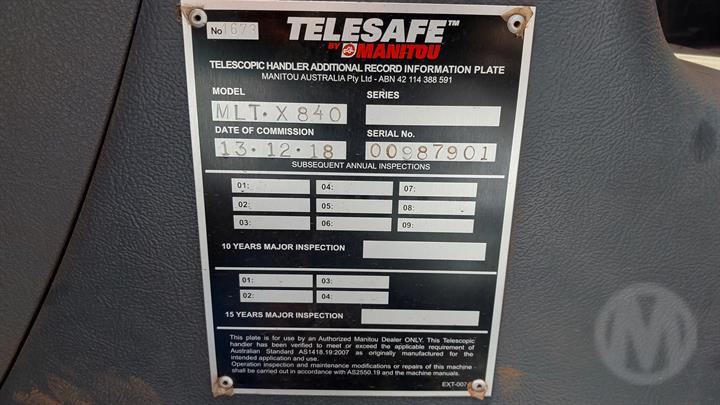 No 1673
TELESAFE™
BY MANITOU
TELESCOPIC HANDLER ADDITIONAL RECORD INFORMATION PLATE
MANITOU AUSTRALIA Pty Ltd - ABN 42 114 388 591
MODEL SERIES
MLT·X 840
DATE OF COMMISSION SERIAL No.
13·12·18 00987901
SUBSEQUENT ANNUAL INSPECTIONS
01: 04: 07:
02: 05: 08:
03: 06: 09:
10 YEARS MAJOR INSPECTION
01: 03:
02: 04:
15 YEARS MAJOR INSPECTION
This plate is for use by an Authorized Manitou Dealer ONLY. This Telescopic
handler has been verified to meet or exceed the applicable requirement of
Australian Standard AS1418.19:2007 as originally manufactured for the
intended application and use.
Operation inspection and maintenance modifications or repairs of this machine
shall be carried out in accordance with AS2550.19 and the machine manuals.
M